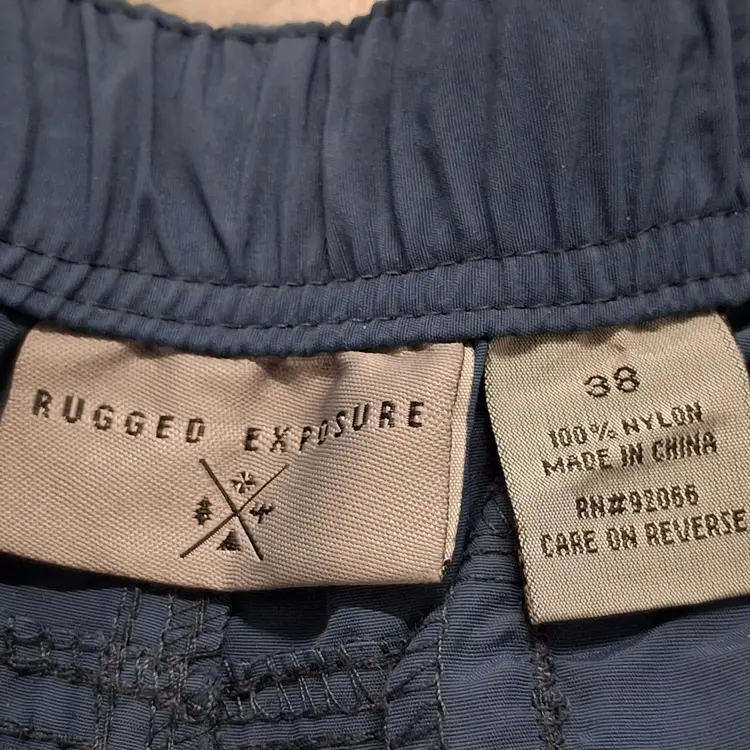 RUGGED EXPOSURE
38
100% NYLON
MADE IN CHINA
RN#92066
CARE ON REVERSE